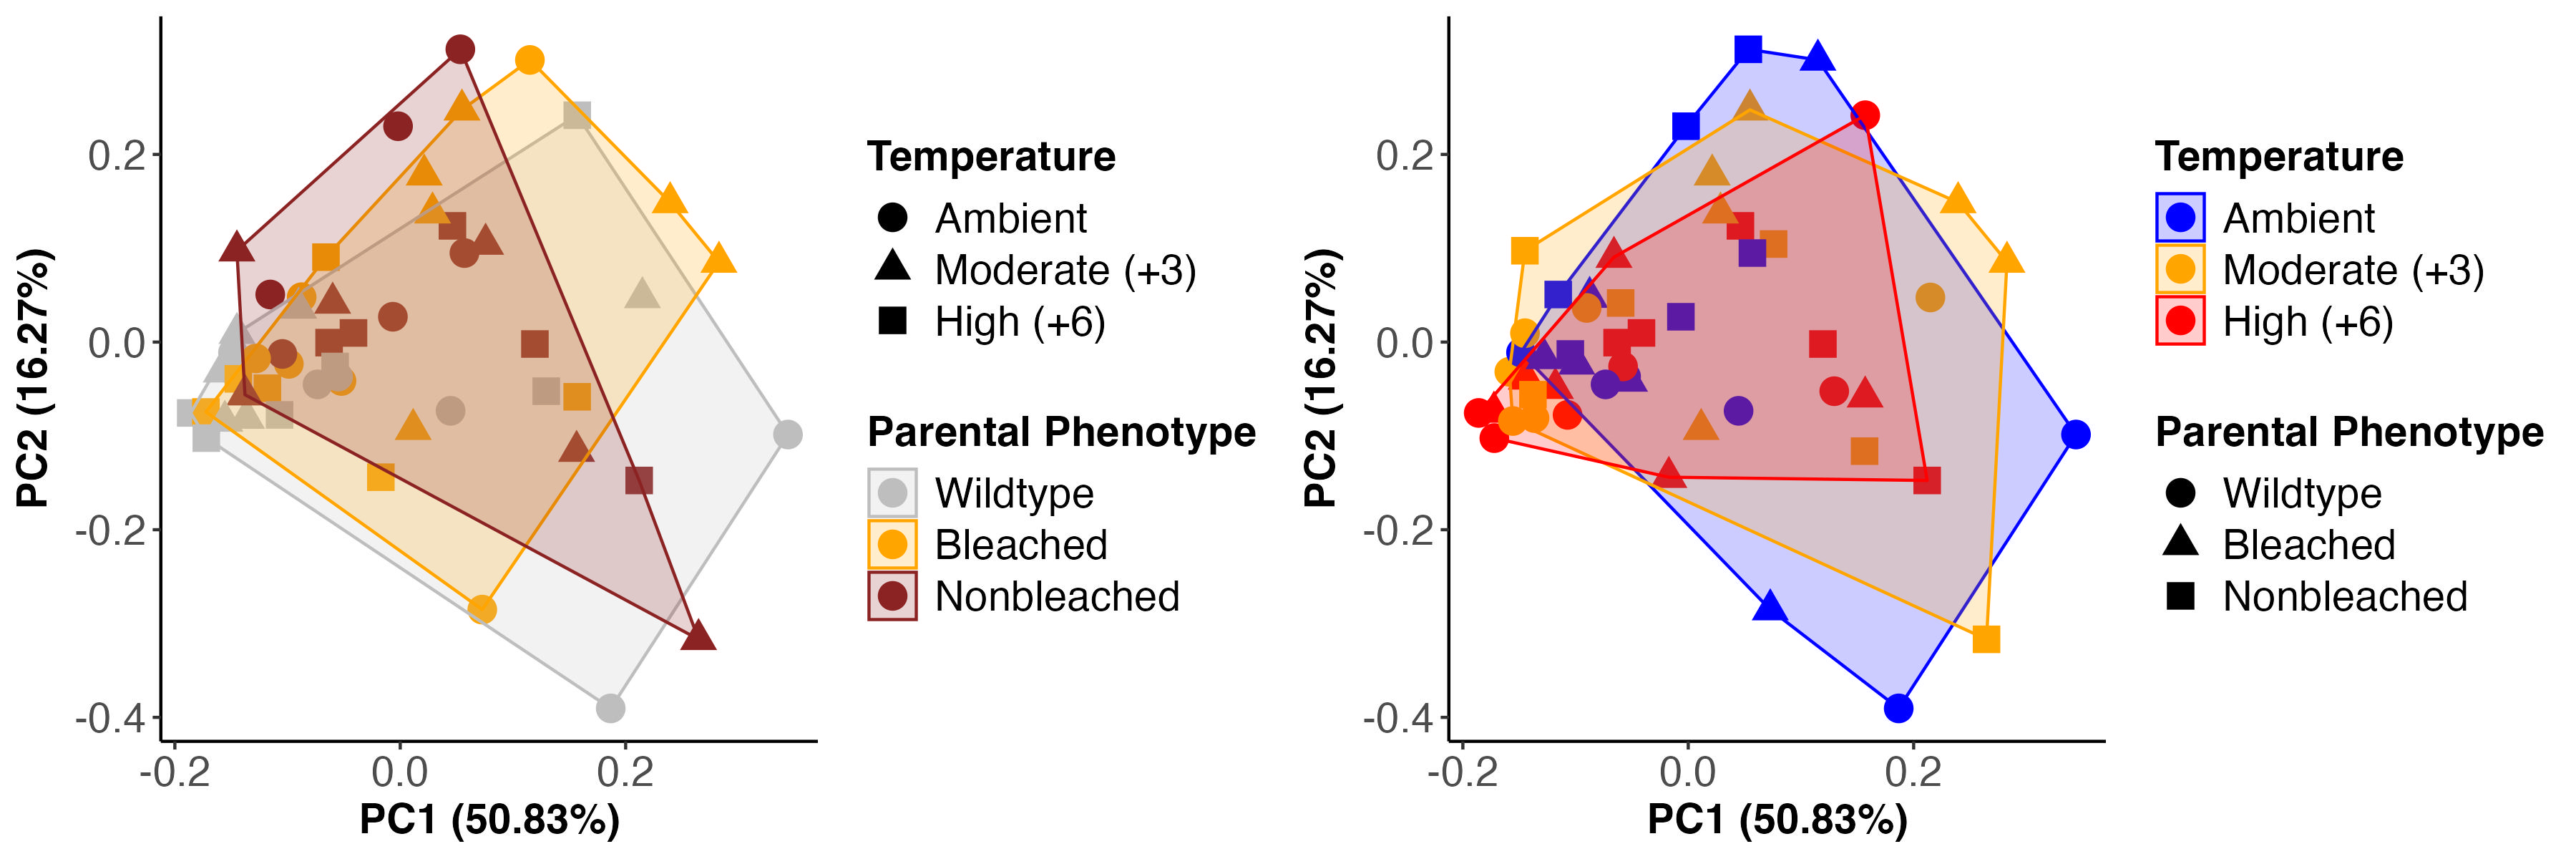 0.2
0.0
-0.2
-0.4
PC2 (16.27%)
-0.2 0.0 0.2
PC1 (50.83%)
Temperature
Ambient
Moderate (+3)
High (+6)
Parental Phenotype
Wildtype
Bleached
Nonbleached
0.2
0.0
-0.2
-0.4
PC2 (16.27%)
-0.2 0.0 0.2
PC1 (50.83%)
Temperature
Ambient
Moderate (+3)
High (+6)
Parental Phenotype
Wildtype
Bleached
Nonbleached